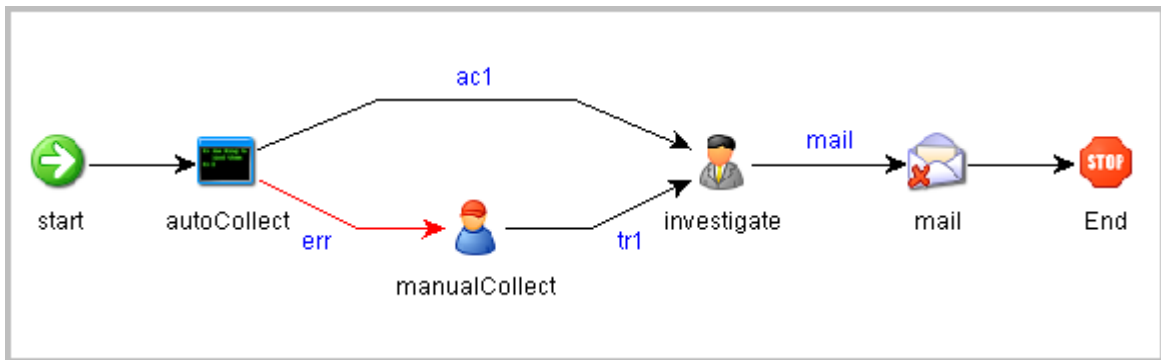 ac1
mail
STOP
start
autoCollect
err
tr1
investigate
mail
End
manualCollect